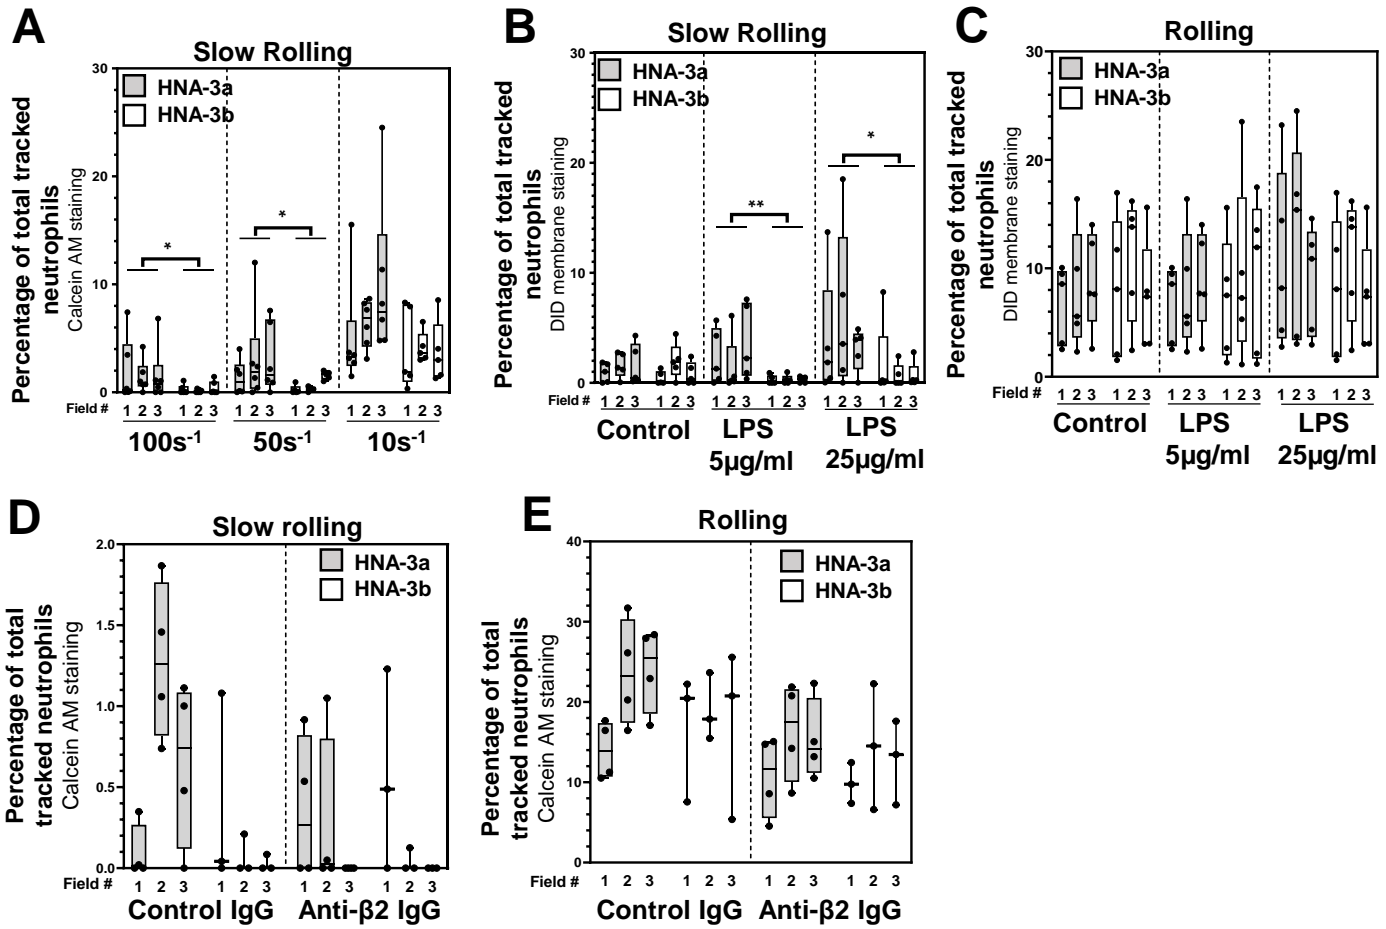 A
Slow Rolling
Percentage of total tracked
neutrophils
Calcein AM staining
30
20
10
0
HNA-3a
HNA-3b
*
*
Field # 1 2 3 1 2 3 1 2 3 1 2 3 1 2 3 1 2 3
100s-1 50s-1 10s-1
B
Slow Rolling
Percentage of total tracked
neutrophils
DID membrane staining
30
20
10
0
HNA-3a
HNA-3b
**
*
Field # 1 2 3 1 2 3 1 2 3 1 2 3 1 2 3 1 2 3
Control LPS LPS
5µg/ml 25µg/ml
C
Rolling
Percentage of total tracked
neutrophils
DID membrane staining
30
20
10
0
HNA-3a
HNA-3b
Field # 1 2 3 1 2 3 1 2 3 1 2 3 1 2 3 1 2 3
Control LPS LPS
5µg/ml 25µg/ml
D
Slow rolling
Percentage of total
tracked neutrophils
Calcein AM staining
2.0
1.5
1.0
0.5
0.0
HNA-3a
HNA-3b
Field # 1 2 3 1 2 3 1 2 3 1 2 3
Control IgG Anti-β2 IgG
E
Rolling
Percentage of total
tracked neutrophils
Calcein AM staining
40
30
20
10
0
HNA-3a
HNA-3b
Field # 1 2 3 1 2 3 1 2 3 1 2 3
Control IgG Anti-β2 IgG